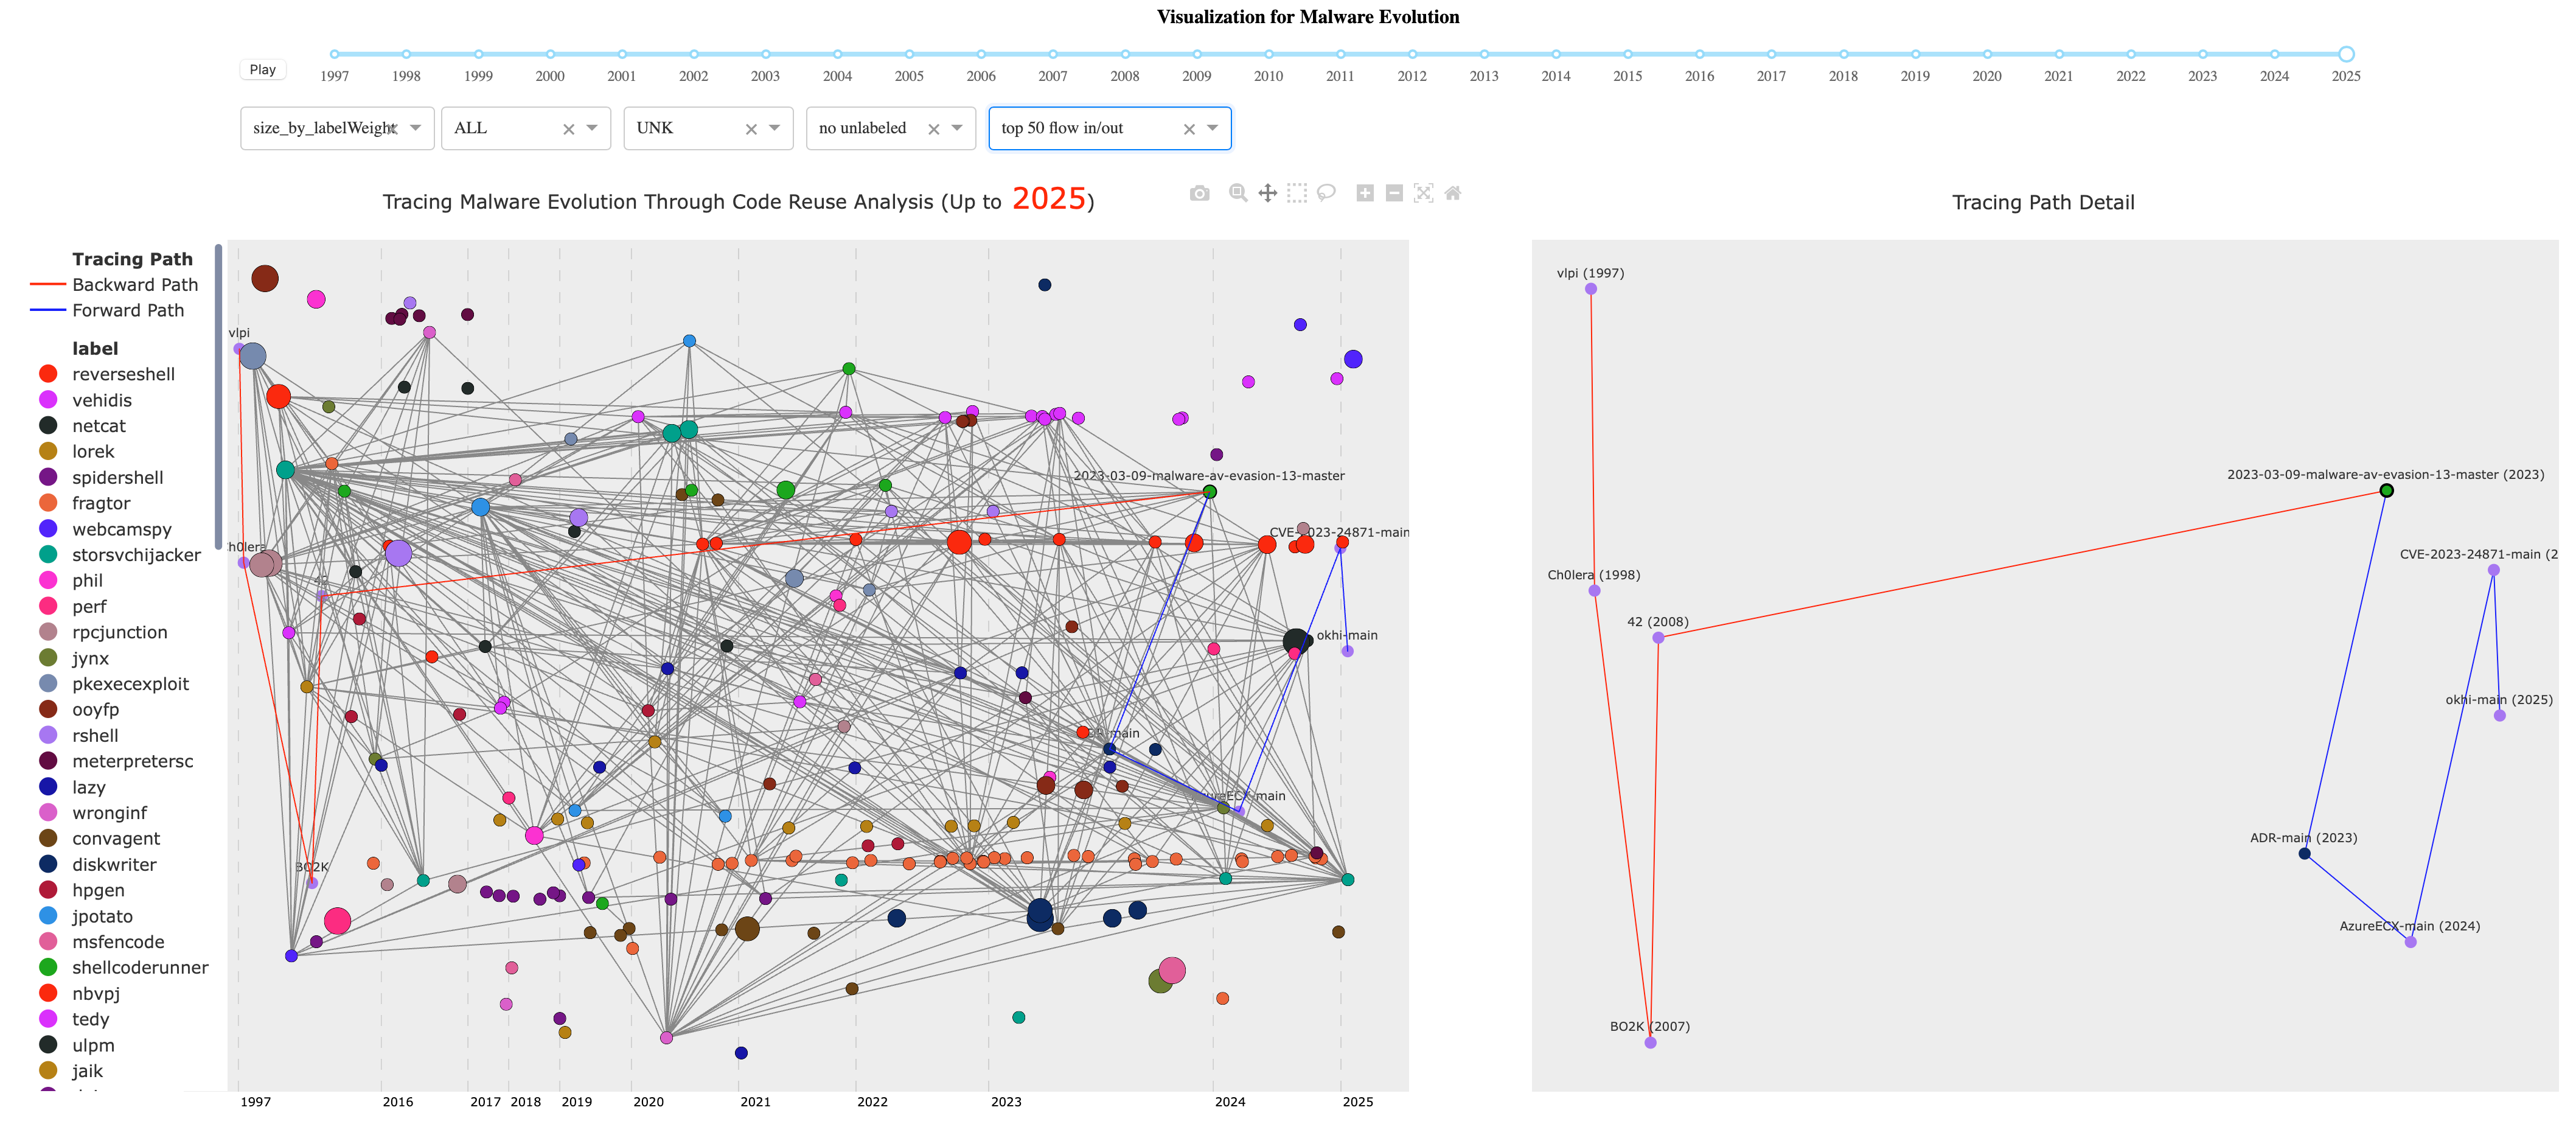 Visualization for Malware Evolution
Play
1997 1998 1999 2000 2001 2002 2003 2004 2005 2006 2007 2008 2009 2010 2011 2012 2013 2014 2015 2016 2017 2018 2019 2020 2021 2022 2023 2024 2025
size_by_labelWeight ALL UNK no unlabeled top 50 flow in/out
Tracing Malware Evolution Through Code Reuse Analysis (Up to 2025)
Tracing Path
Backward Path
Forward Path
label
reverseshell
vehidis
netcat
lorek
spidershell
fragtor
webcamspy
storsvchijacker
phil
perf
rpcjunction
jynx
pkexecexploit
ooyfp
rshell
meterpretersc
lazy
wronginf
convagent
diskwriter
hpgen
jpotato
msfencode
shellcoderunner
nbvpj
tedy
ulpm
jaik
vlpi
2023-03-09-malware-av-evasion-13-master
CVE-2023-24871-main
Ch0lera
okhi-main
BO2K
1997 2016 2017 2018 2019 2020 2021 2022 2023 2024 2025
Tracing Path Detail
vlpi (1997)
2023-03-09-malware-av-evasion-13-master (2023)
CVE-2023-24871-main (2
Ch0lera (1998)
42 (2008)
okhi-main (2025)
ADR-main (2023)
AzureECX-main (2024)
BO2K (2007)